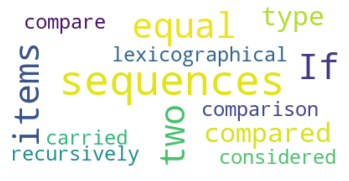 compare equal type
lexicographical
items sequences If
two comparison
carried compared
recursively considered